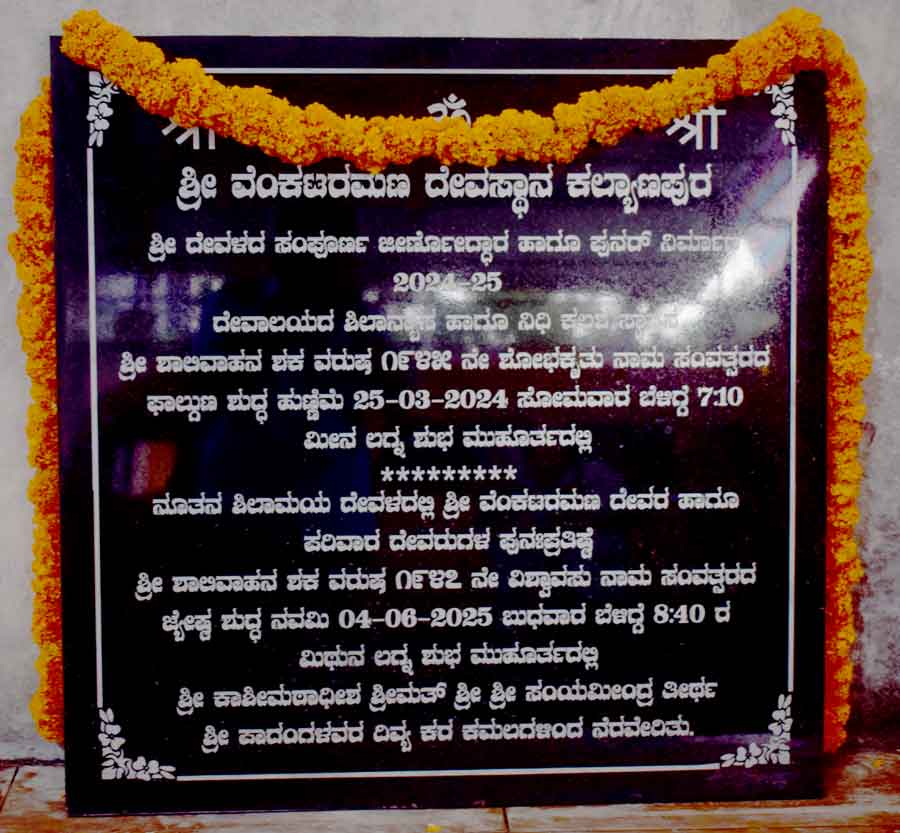 श्री ॐ श्री
ಶ್ರೀ ವೆಂಕಟರಮಣ ದೇವಸ್ಥಾನ ಕಲ್ಯಾಣಪುರ
ಶ್ರೀ ದೇವಳದ ಸಂಪೂರ್ಣ ಜೀರ್ಣೋದ್ಧಾರ ಹಾಗೂ ಪುನರ್ ನಿರ್ಮಾಣ
2024-25
ದೇವಾಲಯದ ಶಿಲಾನ್ಯಾಸ ಹಾಗೂ ನಿಧಿ ಕಲಶ ಸ್ಥಾಪನೆ
ಶ್ರೀ ಶಾಲಿವಾಹನ ಶಕ ವರುಷ ೧೯೪೫ ನೇ ಶೋಭಕೃತು ನಾಮ ಸಂವತ್ಸರದ
ಫಾಲ್ಗುಣ ಶುದ್ಧ ಹುಣ್ಣಿಮೆ 25-03-2024 ಸೋಮವಾರ ಬೆಳಿಗ್ಗೆ 7:10
ಮೀನ ಲಗ್ನ ಶುಭ ಮುಹೂರ್ತದಲ್ಲಿ
*********
ನೂತನ ಶಿಲಾಮಯ ದೇವಳದಲ್ಲಿ ಶ್ರೀ ವೆಂಕಟರಮಣ ದೇವರ ಹಾಗೂ
ಪರಿವಾರ ದೇವರುಗಳ ಪುನಃಪ್ರತಿಷ್ಠೆ
ಶ್ರೀ ಶಾಲಿವಾಹನ ಶಕ ವರುಷ ೧೯೪೭ ನೇ ವಿಶ್ವಾವಸು ನಾಮ ಸಂವತ್ಸರದ
ಜ್ಯೇಷ್ಠ ಶುದ್ಧ ನವಮಿ 04-06-2025 ಬುಧವಾರ ಬೆಳಿಗ್ಗೆ 8:40 ರ
ಮಿಥುನ ಲಗ್ನ ಶುಭ ಮುಹೂರ್ತದಲ್ಲಿ
ಶ್ರೀ ಕಾಶೀಮಠಾಧೀಶ ಶ್ರೀಮತ್ ಶ್ರೀ ಶ್ರೀ ಸಂಯಮೀಂದ್ರ ತೀರ್ಥ
ಶ್ರೀ ಪಾದಂಗಳವರ ದಿವ್ಯ ಕರ ಕಮಲಗಳಿಂದ ನೆರವೇರಿತು.